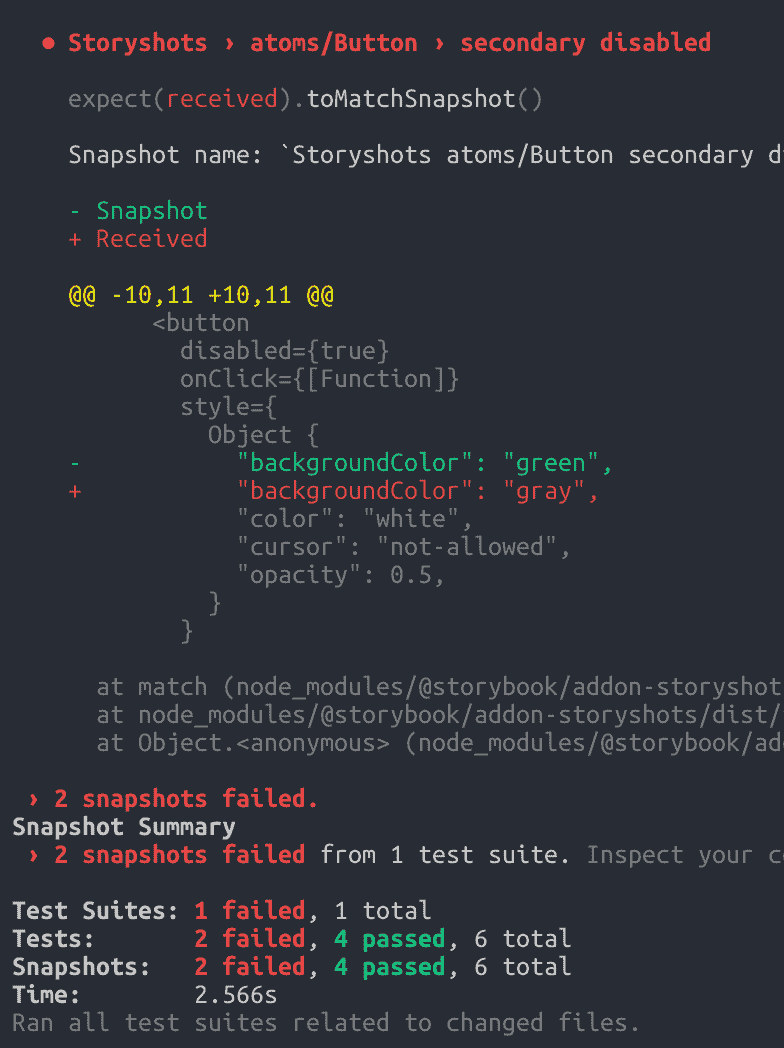 ● Storyshots › atoms/Button › secondary disabled
expect(received).toMatchSnapshot()
Snapshot name: `Storyshots atoms/Button secondary d
- Snapshot
+ Received
@@ -10,11 +10,11 @@
<button
disabled={true}
onClick={[Function]}
style={
Object {
- "backgroundColor": "green",
+ "backgroundColor": "gray",
"color": "white",
"cursor": "not-allowed",
"opacity": 0.5,
}
}
at match (node_modules/@storybook/addon-storyshot
at node_modules/@storybook/addon-storyshots/dist/
at Object.<anonymous> (node_modules/@storybook/ad
› 2 snapshots failed.
Snapshot Summary
› 2 snapshots failed from 1 test suite. Inspect your c
Test Suites: 1 failed, 1 total
Tests: 2 failed, 4 passed, 6 total
Snapshots: 2 failed, 4 passed, 6 total
Time: 2.566s
Ran all test suites related to changed files.